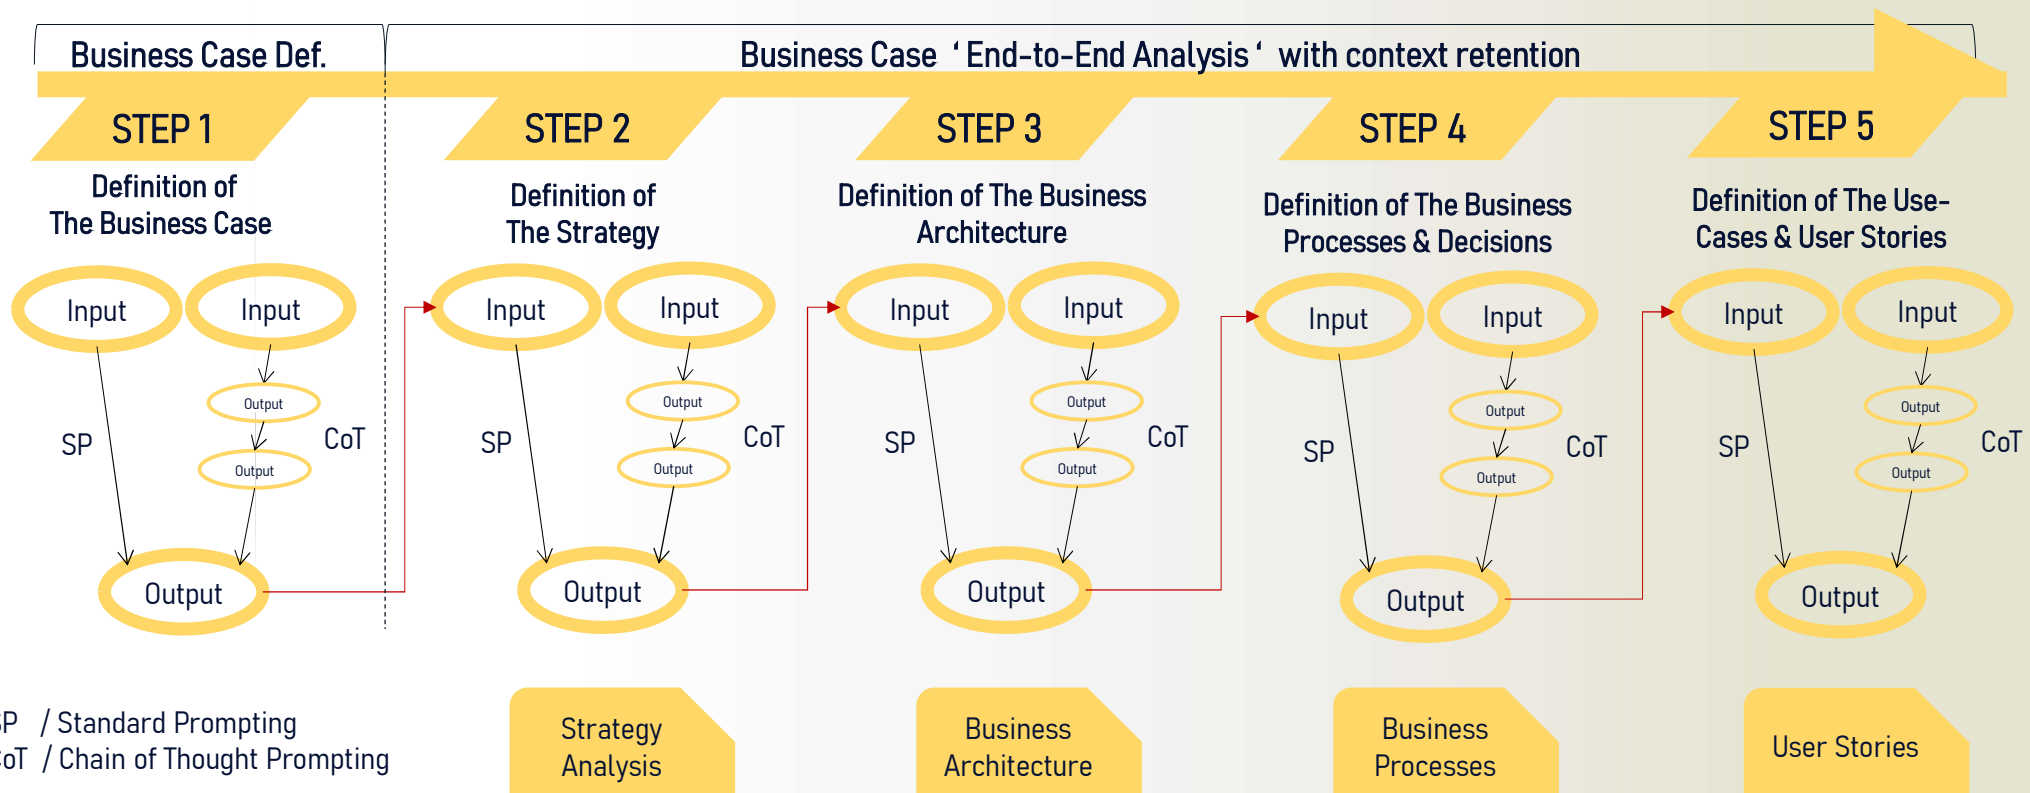 Business Case Def.
Business Case ‘ End-to-End Analysis ‘ with context retention
STEP 1
Definition of
The Business Case
Input
Input
Output
Output
SP
CoT
Output
STEP 2
Definition of
The Strategy
Input
Input
Output
Output
SP
CoT
Output
STEP 3
Definition of The Business
Architecture
Input
Input
Output
Output
SP
CoT
Output
STEP 4
Definition of The Business
Processes & Decisions
Input
Input
Output
Output
SP
CoT
Output
STEP 5
Definition of The Use-
Cases & User Stories
Input
Input
Output
Output
SP
CoT
Output
SP / Standard Prompting
CoT / Chain of Thought Prompting
Strategy
Analysis
Business
Architecture
Business
Processes
User Stories